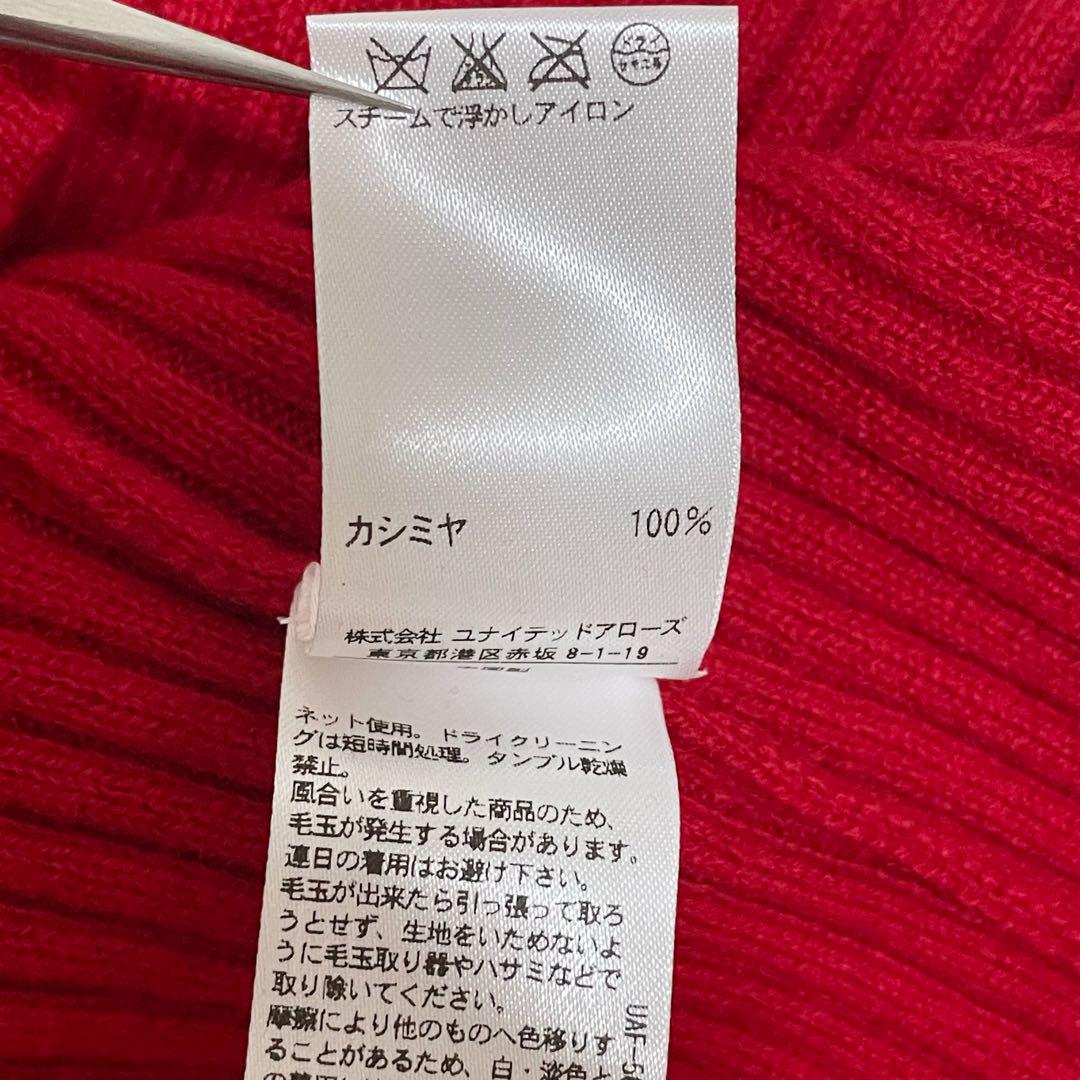 スチームで浮かしアイロン
カシミヤ 100%
株式会社 ユナイテッドアローズ
東京都港区赤坂 8-1-19
ネット使用。ドライクリーニン
グは短時間処理。タンブル乾燥
禁止。
風合いを重視した商品のため、
毛玉が発生する場合があります。
連日の着用はお避け下さい。
毛玉が出来たら引っ張って取ろ
うとせず、生地をいためないよ
うに毛玉取り器やハサミなどで
取り除いてください。
摩擦により他のものへ色移りす
ることがあるため、白・淡色と